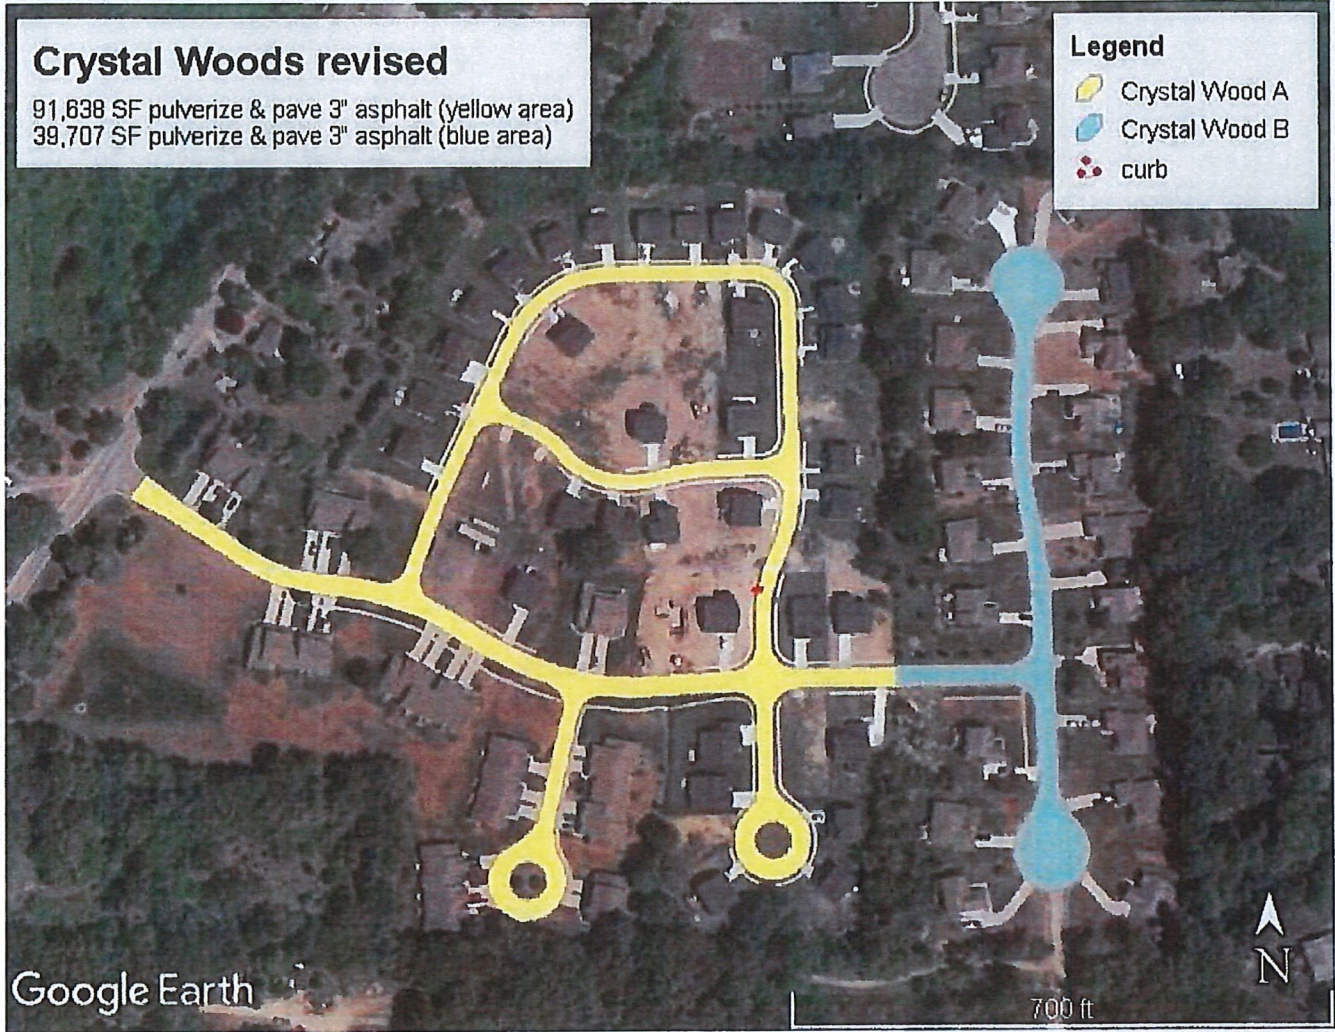 Crystal Woods revised
91,638 SF pulverize & pave 3" asphalt (yellow area)
39,707 SF pulverize & pave 3" asphalt (blue area)
Legend
Crystal Wood A
Crystal Wood B
curb
Google Earth
N
700 ft